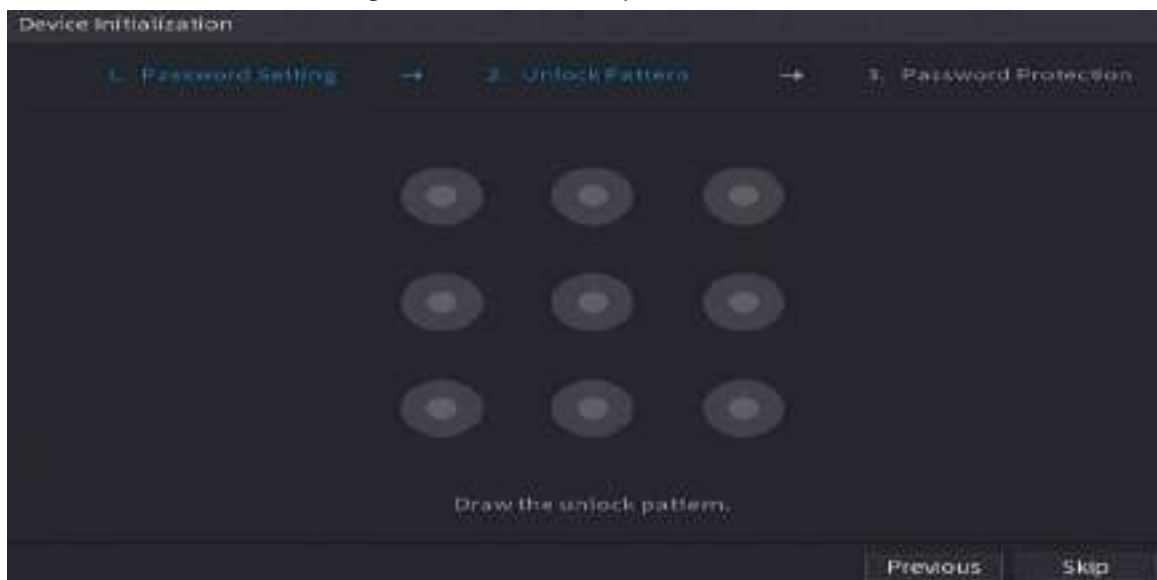 Device Initialization
1. Password Setting → 2. Unlock Pattern → 3. Password Protection
Draw the unlock pattern.
Previous Skip